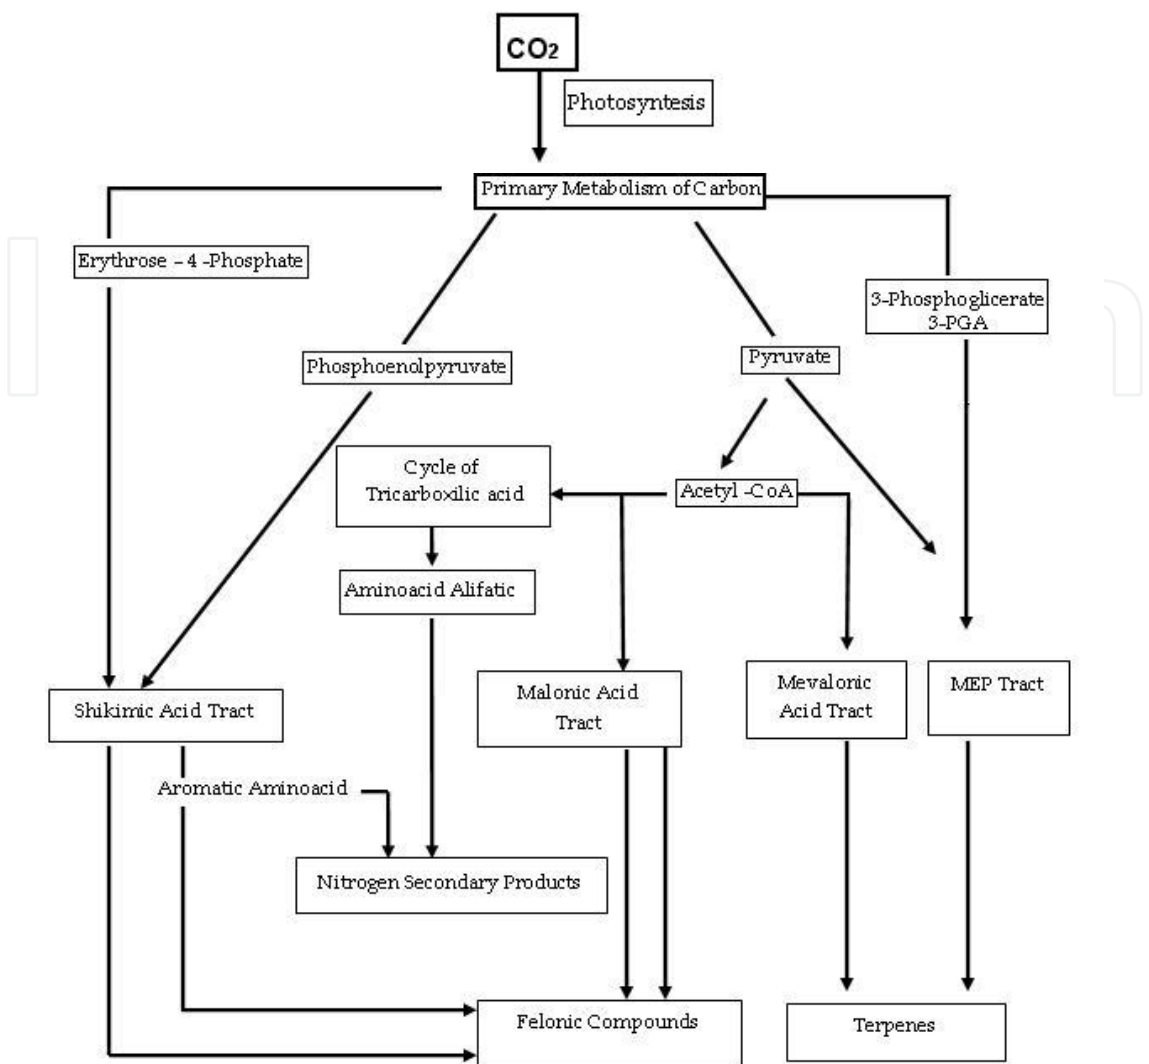 CO2
Photosyntesis
Primary Metabolism of Carbon
Erythrose – 4 -Phosphate
3-Phosphoglicerate
3-PGA
Phosphoenolpyruvate
Pyruvate
Cycle of
Tricarboxilic acid
Acetyl -CoA
Aminoacid Alifatic
Shikimic Acid Tract
Malonic Acid
Tract
Mevalonic
Acid Tract
MEP Tract
Aromatic Aminoacid
Nitrogen Secondary Products
Felonic Compounds
Terpenes